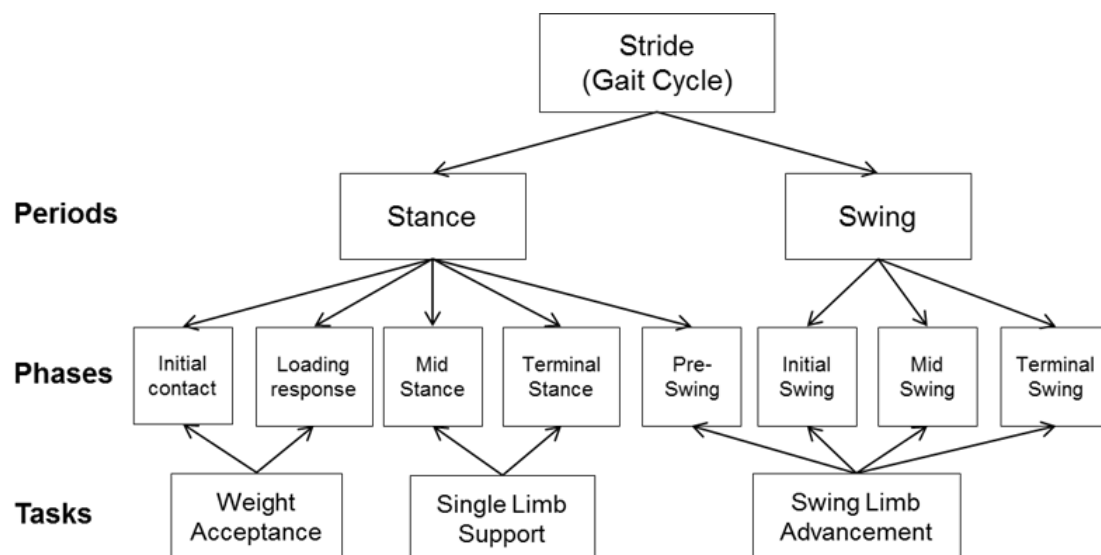 Stride
(Gait Cycle)
Periods
Stance
Swing
Phases
Initial
contact
Loading
response
Mid
Stance
Terminal
Stance
Pre-
Swing
Initial
Swing
Mid
Swing
Terminal
Swing
Tasks
Weight
Acceptance
Single Limb
Support
Swing Limb
Advancement